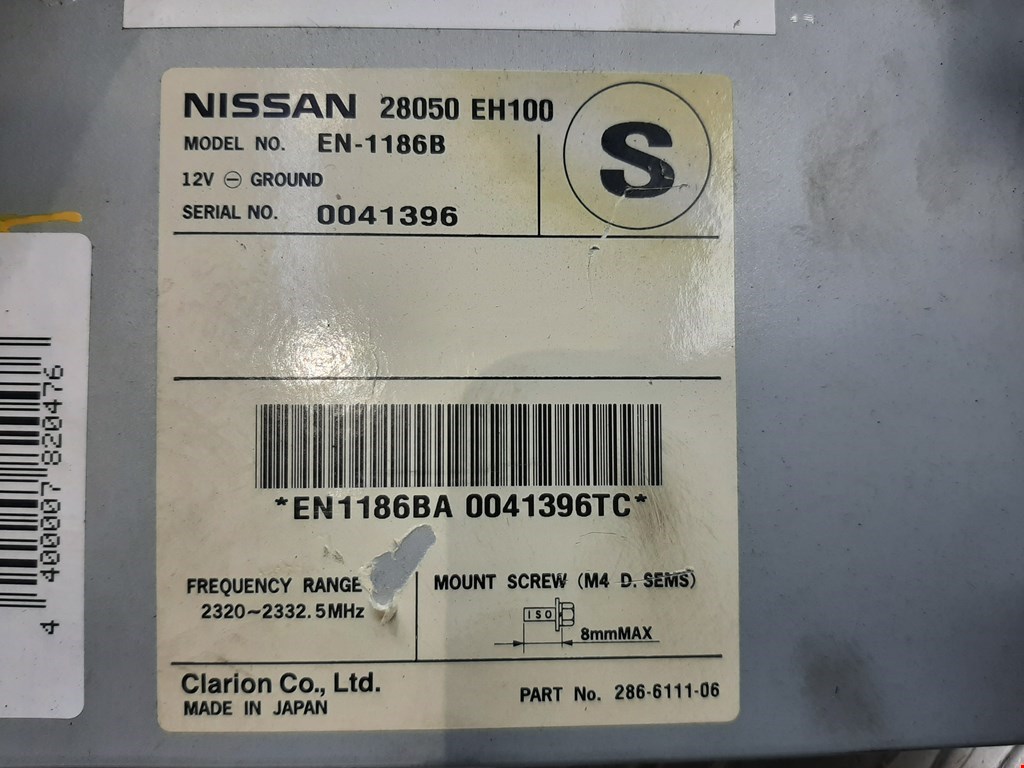 NISSAN 28050 EH100
MODEL NO. EN-1186B
12V ⊖ GROUND
SERIAL NO. 0041396
S
*EN1186BA 0041396TC*
FREQUENCY RANGE
2320~2332.5MHz
MOUNT SCREW (M4 D. SEMS)
ISO
8mmMAX
Clarion Co., Ltd.
MADE IN JAPAN
PART No. 286-6111-06
4 400007 820476